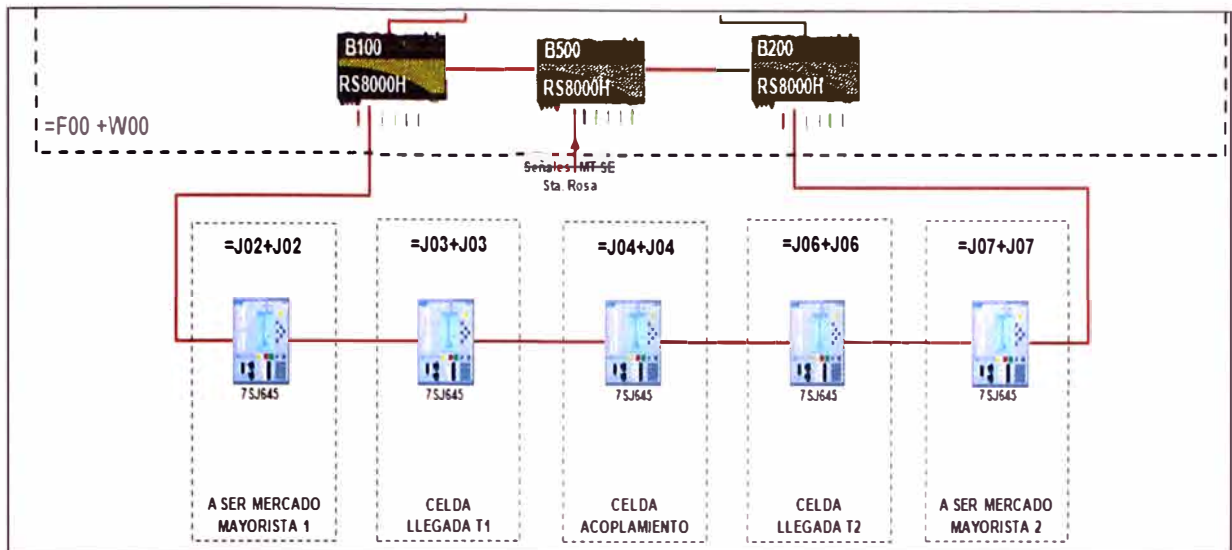 B100
RS8000H
B500
RS8000H
B200
RS8000H
=F00 +W00
Señales MT SE
Sta. Rosa
=J02+J02
=J03+J03
=J04+J04
=J06+J06
=J07+J07
7SJ645
7SJ645
7SJ645
7SJ645
7SJ645
A SER MERCADO
MAYORISTA 1
CELDA
LLEGADA T1
CELDA
ACOPLAMIENTO
CELDA
LLEGADA T2
A SER MERCADO
MAYORISTA 2